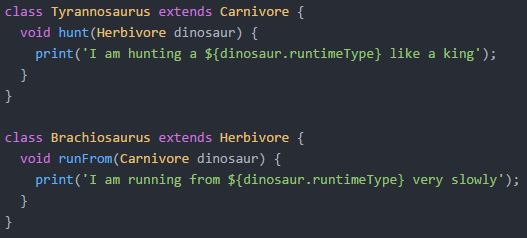 class Tyrannosaurus extends Carnivore {
  void hunt(Herbivore dinosaur) {
    print('I am hunting a ${dinosaur.runtimeType} like a king');
  }
}

class Brachiosaurus extends Herbivore {
  void runFrom(Carnivore dinosaur) {
    print('I am running from ${dinosaur.runtimeType} very slowly');
  }
}